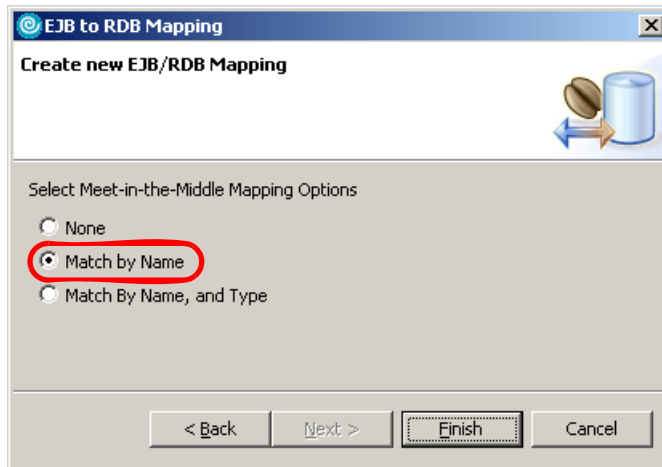 EJB to RDB Mapping
Create new EJB/RDB Mapping
Select Meet-in-the-Middle Mapping Options
None
Match by Name
Match By Name, and Type
< Back Next > Finish Cancel